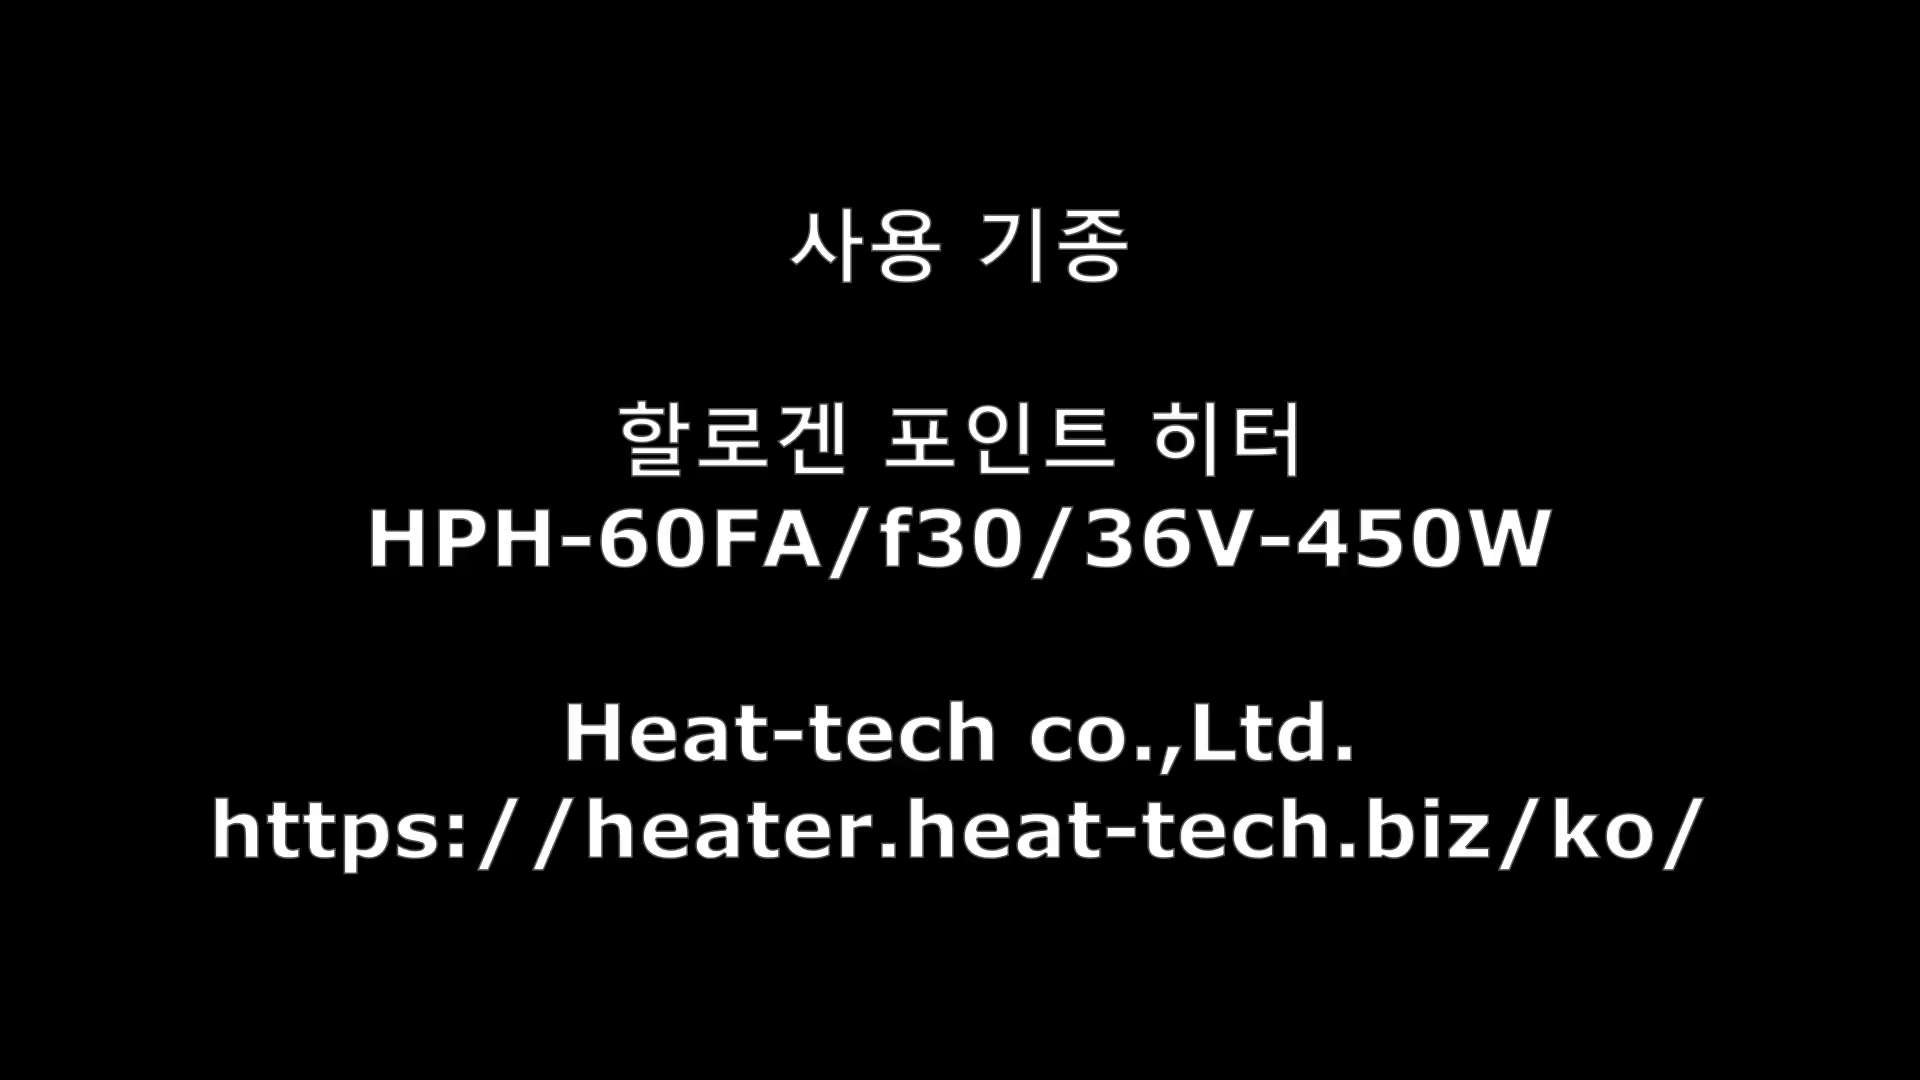 사용 기종
할로겐 포인트 히터
HPH-60FA/f30/36V-450W
Heat-tech co.,Ltd.
https://heater.heat-tech.biz/ko/